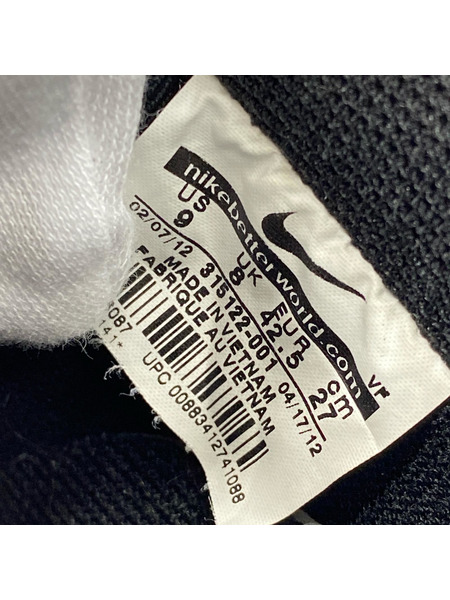 nikebetterworld.com
US UK EUR cm
9 8 42.5 27
02/07/12 04/17/12 VF
315122-001
MADE IN VIETNAM
FABRIQUE AU VIETNAM
UPC 00883412741088